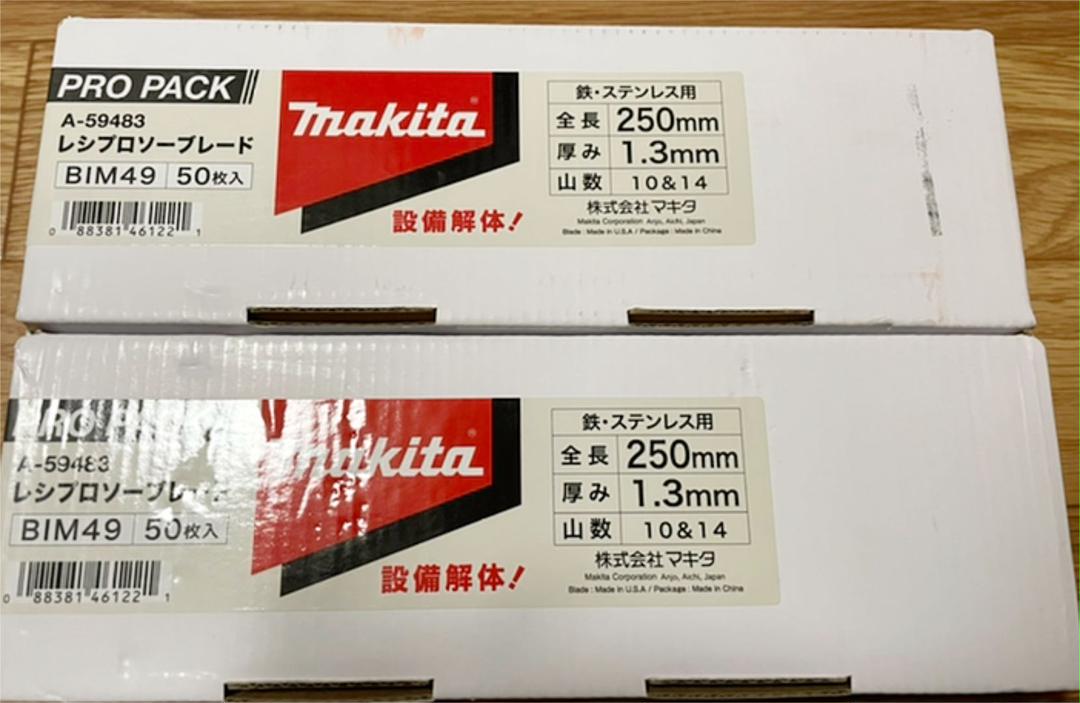 PRO PACK
A-59483
レシプロソーブレード
BIM49 50枚入
0 88381 46122 1
makita
設備解体!
鉄・ステンレス用
全長 250mm
厚み 1.3mm
山数 10&14
株式会社マキタ
Makita Corporation Anjo, Aichi, Japan
Blade : Made in U.S.A / Package : Made in China
PRO PACK
A-59483
レシプロソーブレード
BIM49 50枚入
0 88381 46122 1
makita
設備解体!
鉄・ステンレス用
全長 250mm
厚み 1.3mm
山数 10&14
株式会社マキタ
Makita Corporation Anjo, Aichi, Japan
Blade : Made in U.S.A / Package : Made in China